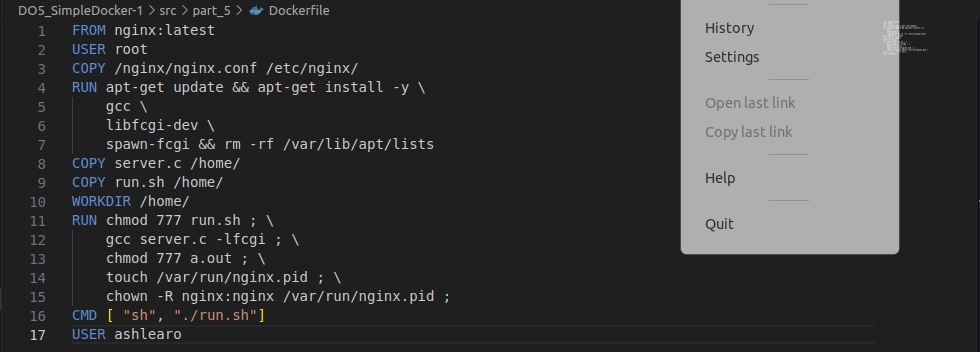 DO5_SimpleDocker-1 > src > part_5 > Dockerfile
1 FROM nginx:latest
2 USER root
3 COPY /nginx/nginx.conf /etc/nginx/
4 RUN apt-get update && apt-get install -y \
5 gcc \
6 libfcgi-dev \
7 spawn-fcgi && rm -rf /var/lib/apt/lists
8 COPY server.c /home/
9 COPY run.sh /home/
10 WORKDIR /home/
11 RUN chmod 777 run.sh ; \
12 gcc server.c -lfcgi ; \
13 chmod 777 a.out ; \
14 touch /var/run/nginx.pid ; \
15 chown -R nginx:nginx /var/run/nginx.pid ;
16 CMD [ "sh", "./run.sh"]
17 USER ashlearo
History
Settings
Open last link
Copy last link
Help
Quit